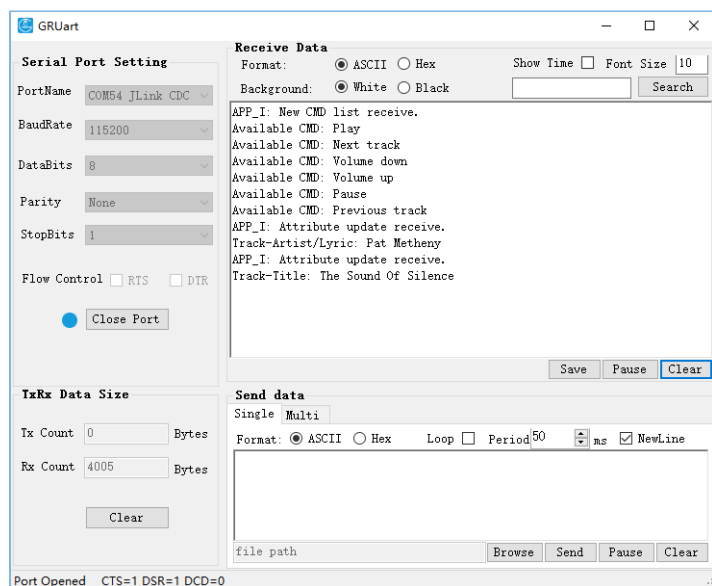 GRUart
Serial Port Setting
PortName COM54 JLink CDC
BaudRate 115200
DataBits 8
Parity None
StopBits 1
Flow Control RTS DTR
Close Port
TxRx Data Size
Tx Count 0 Bytes
Rx Count 4005 Bytes
Clear
Receive Data
Format: ASCII Hex Show Time Font Size 10
Background: White Black Search
APP_I: New CMD list receive.
Available CMD: Play
Available CMD: Next track
Available CMD: Volume down
Available CMD: Volume up
Available CMD: Pause
Available CMD: Previous track
APP_I: Attribute update receive.
Track-Artist/Lyric: Pat Metheny
APP_I: Attribute update receive.
Track-Title: The Sound Of Silence
Save Pause Clear
Send data
Single Multi
Format: ASCII Hex Loop Period 50 ms NewLine
file path Browse Send Pause Clear
Port Opened CTS=1 DSR=1 DCD=0